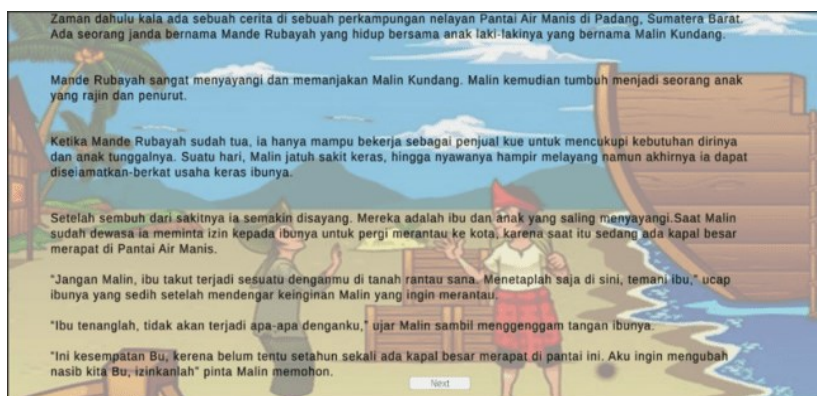 Zaman dahulu kala ada sebuah cerita di sebuah perkampungan nelayan Pantai Air Manis di Padang, Sumatera Barat.
Ada seorang janda bernama Mande Rubayah yang hidup bersama anak laki-lakinya yang bernama Malin Kundang.
Mande Rubayah sangat menyayangi dan memanjakan Malin Kundang. Malin kemudian tumbuh menjadi seorang anak
yang rajin dan penurut.
Ketika Mande Rubayah sudah tua, ia hanya mampu bekerja sebagai penjual kue untuk mencukupi kebutuhan dirinya
dan anak tunggalnya. Suatu hari, Malin jatuh sakit keras, hingga nyawanya hampir melayang namun akhirnya ia dapat
diselamatkan-berkat usaha keras ibunya.
Setelah sembuh dari sakitnya ia semakin disayang. Mereka adalah ibu dan anak yang saling menyayangi.Saat Malin
sudah dewasa ia meminta izin kepada ibunya untuk pergi merantau ke kota, karena saat itu sedang ada kapal besar
merapat di Pantai Air Manis.
"Jangan Malin, ibu takut terjadi sesuatu denganmu di tanah rantau sana. Menetaplah saja di sini, temani ibu," ucap
ibunya yang sedih setelah mendengar keinginan Malin yang ingin merantau.
"Ibu tenanglah, tidak akan terjadi apa-apa denganku," ujar Malin sambil menggenggam tangan ibunya.
"Ini kesempatan Bu, kerena belum tentu setahun sekali ada kapal besar merapat di pantai ini. Aku ingin mengubah
nasib kita Bu, izinkanlah" pinta Malin memohon.
Next